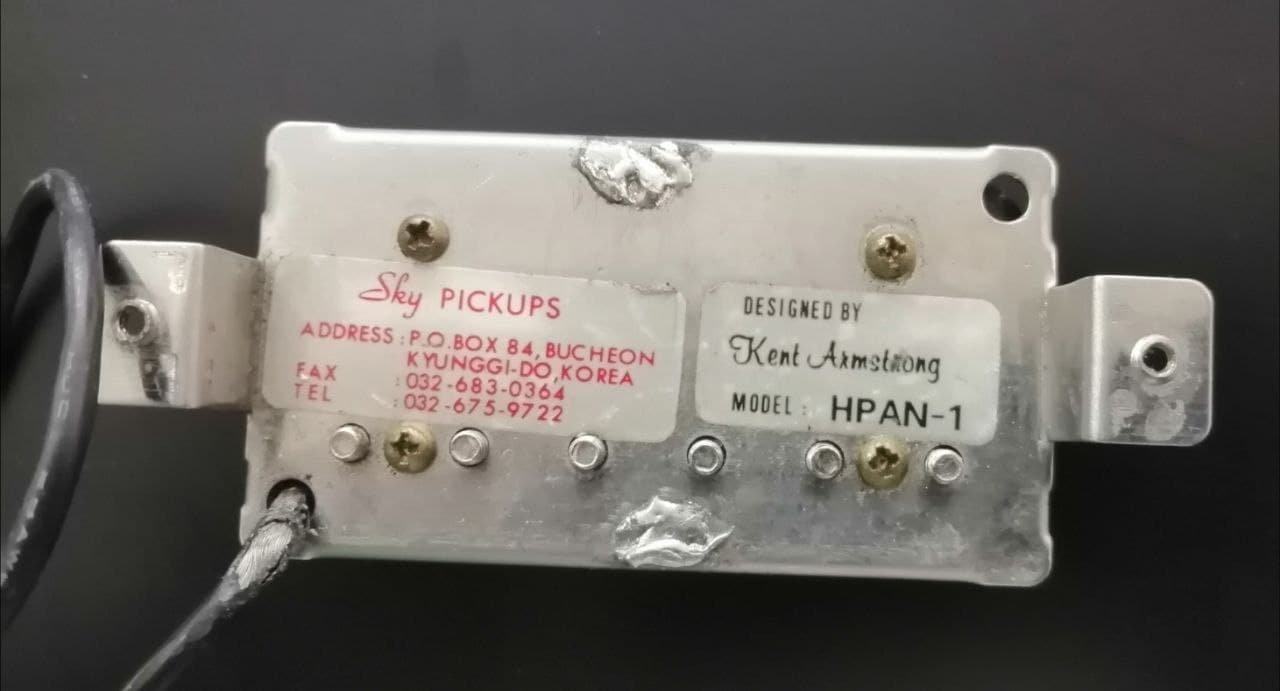 Sky PICKUPS
ADDRESS : P.O.BOX 84, BUCHEON
KYUNGGI-DO, KOREA
FAX : 032-683-0364
TEL : 032-675-9722
DESIGNED BY
Kent Armstrong
MODEL : HPAN-1